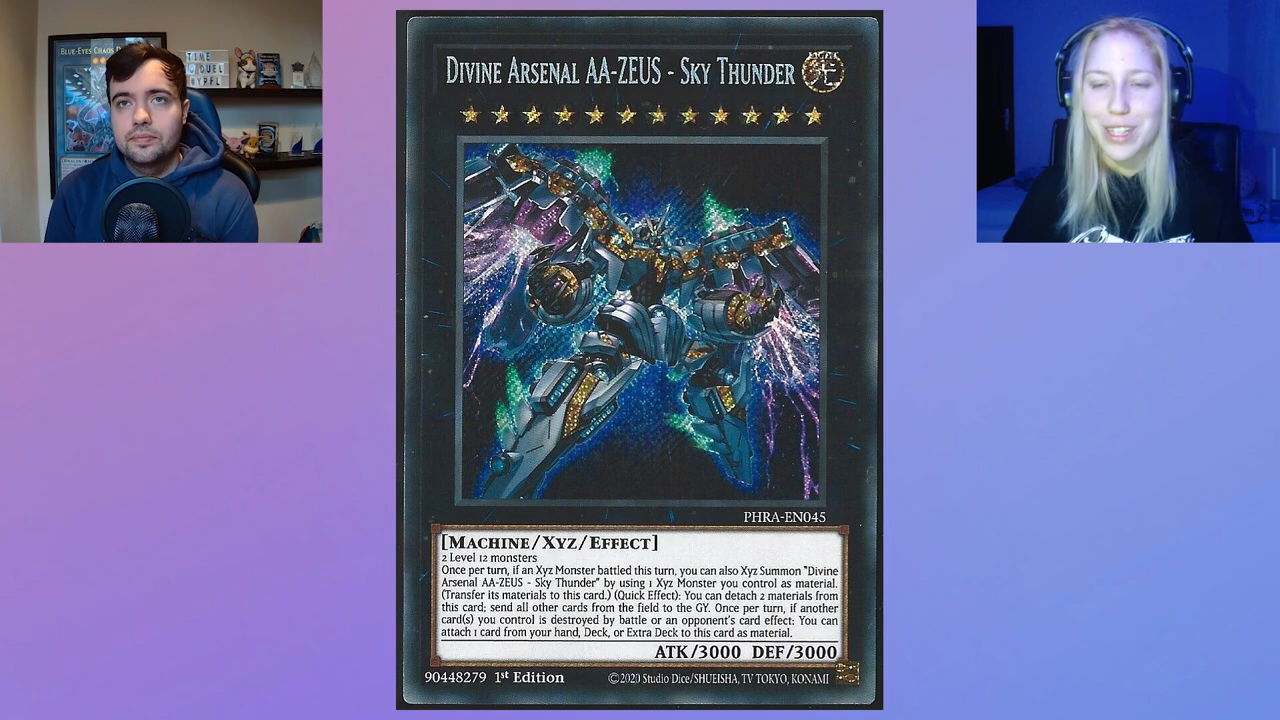 BLUE-EYES CHAOS
TIME
DUEL
DIVINE ARSENAL AA-ZEUS - SKY THUNDER
LIGHT
PHRA-EN045
[MACHINE/XYZ/EFFECT]
2 Level 12 monsters
Once per turn, if an Xyz Monster battled this turn, you can also Xyz Summon "Divine
Arsenal AA-ZEUS - Sky Thunder" by using 1 Xyz Monster you control as material.
(Transfer its materials to this card.) (Quick Effect): You can detach 2 materials from
this card; send all other cards from the field to the GY. Once per turn, if another
card(s) you control is destroyed by battle or an opponent's card effect: You can
attach 1 card from your hand, Deck, or Extra Deck to this card as material.
ATK/3000 DEF/3000
90448279 1st Edition
©2020 Studio Dice/SHUEISHA, TV TOKYO, KONAMI